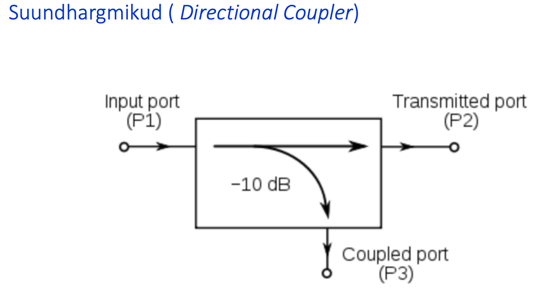 Suundhargmikud ( Directional Coupler)
Input port
(P1)
Transmitted port
(P2)
−10 dB
Coupled port
(P3)